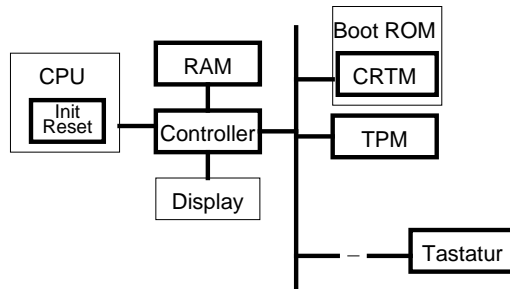 CPU
Init
Reset
RAM
Controller
Display
Boot ROM
CRTM
TPM
Tastatur